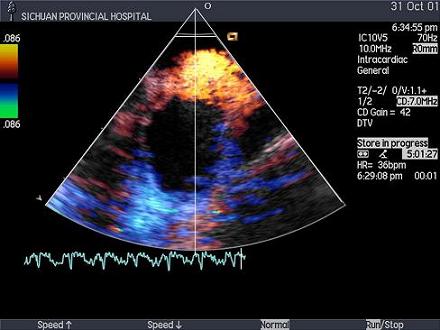 31 Oct 01
SICHUAN PROVINCIAL HOSPITAL
6:34:55 pm
IC10V5 70Hz
10.0MHz R0mm
Intracardiac
General
T2/-2/ 0/V:1.1+
1/2 CD:7.0MHz
CD Gain = 42
DTV
Store in progress
5:01:27
HR= 36bpm
6:29:08 pm 00:01
.086
.086
Speed↑ Speed↓ Normal Run/Stop